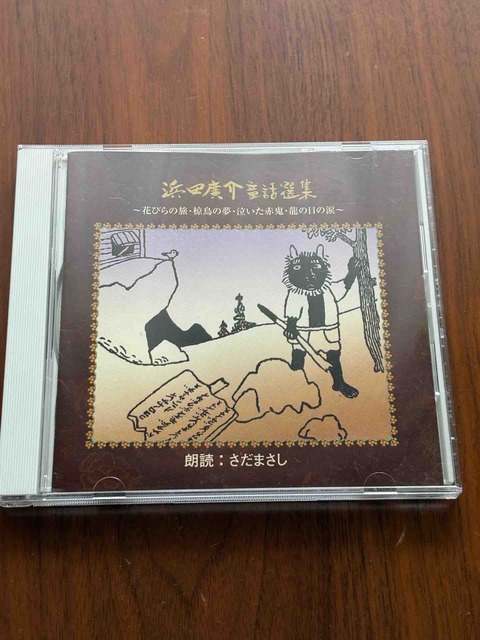 浜田廣介童話選集
～花びらの旅・椋鳥の夢・泣いた赤鬼・龍の目の涙～
朗読：さだまさし